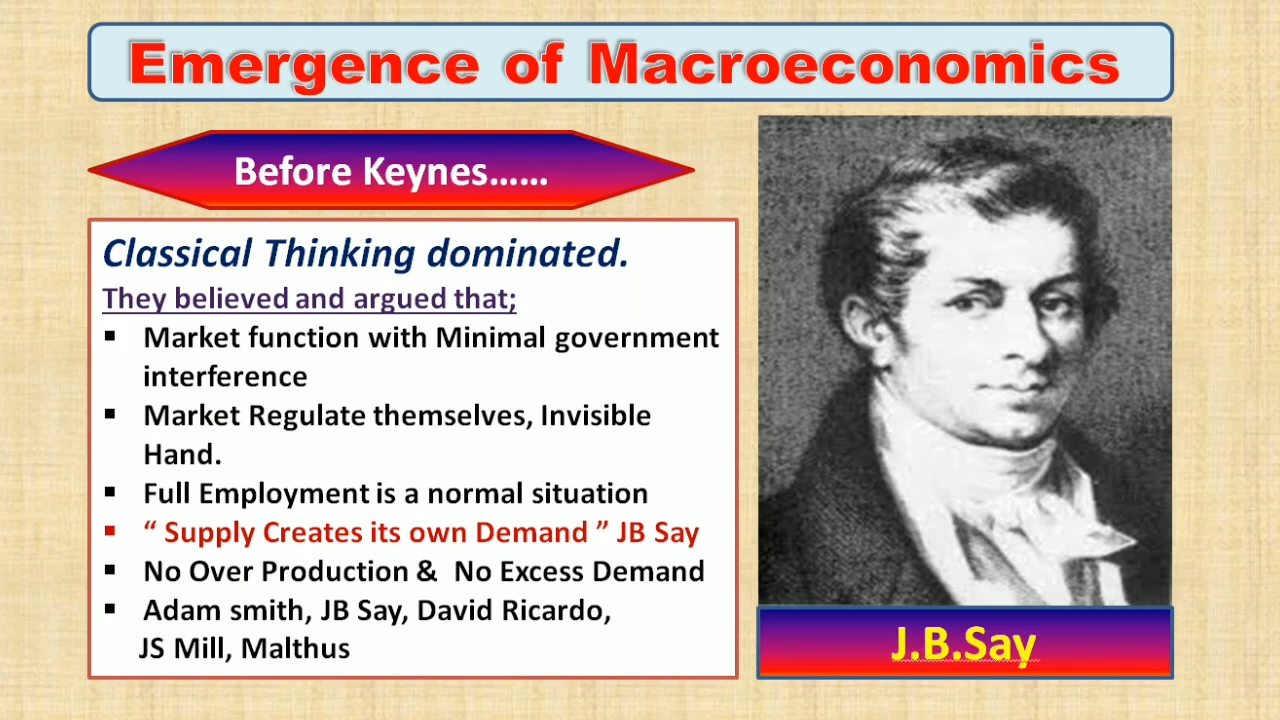 Emergence of Macroeconomics
Before Keynes......
Classical Thinking dominated.
They believed and argued that;
▪ Market function with Minimal government
interference
▪ Market Regulate themselves, Invisible
Hand.
▪ Full Employment is a normal situation
▪ “ Supply Creates its own Demand ” JB Say
▪ No Over Production & No Excess Demand
▪ Adam smith, JB Say, David Ricardo,
JS Mill, Malthus
J.B.Say